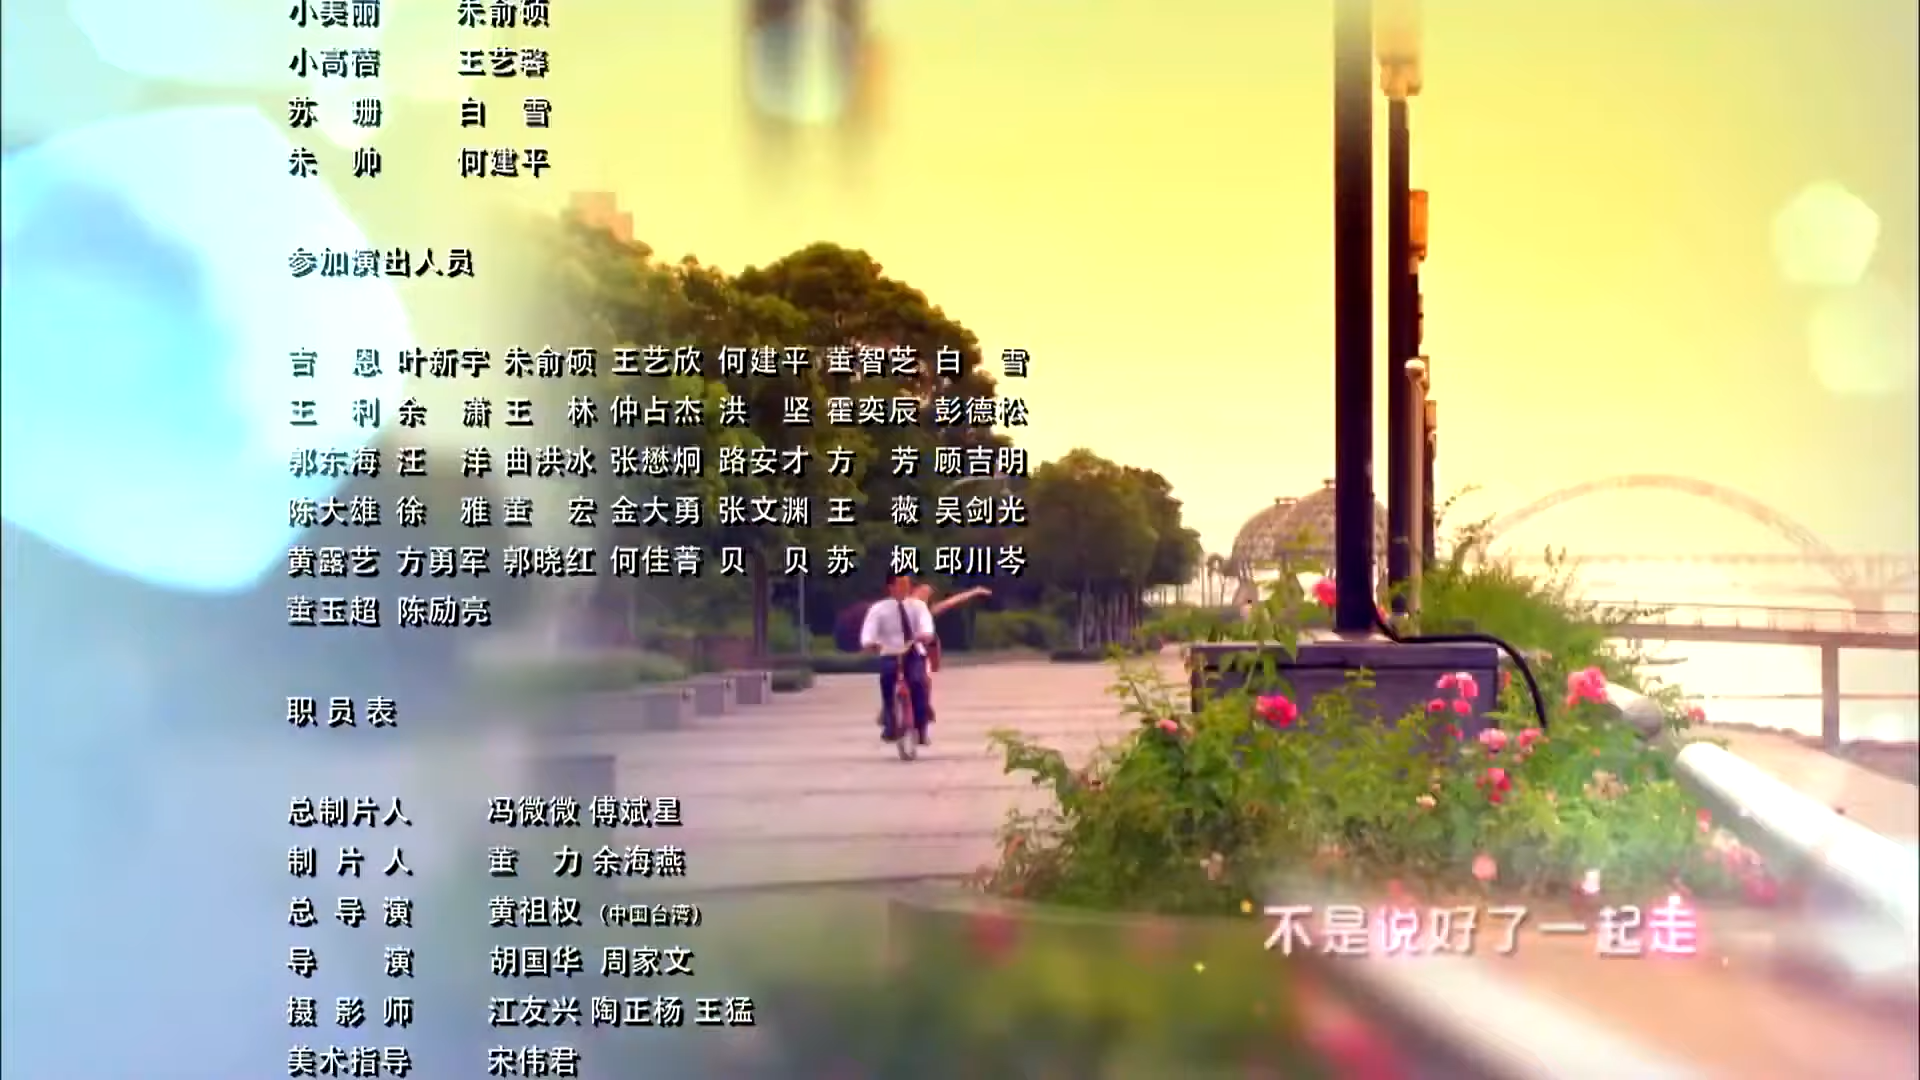 小美丽 朱俞硕
小高蓓 王艺馨
苏 珊 白 雪
朱 帅 何建平
参加演出人员
吉 恩 叶新宇 朱俞硕 王艺欣 何建平 董智芝 白 雪
王 利 余 潇 王 林 仲占杰 洪 坚 霍奕辰 彭德松
郭东海 汪 洋 曲洪冰 张懋炯 路安才 方 芳 顾吉明
陈大雄 徐 雅 董 宏 金大勇 张文渊 王 薇 吴剑光
黄露艺 方勇军 郭晓红 何佳菁 贝 贝 苏 枫 邱川岑
董玉超 陈励亮
职 员 表
总制片人 冯微微 傅斌星
制 片 人 董 力 余海燕
总 导 演 黄祖权（中国台湾）
导 演 胡国华 周家文
不是说好了一起走
摄 影 师 江友兴 陶正杨 王猛
美术指导 宋伟君